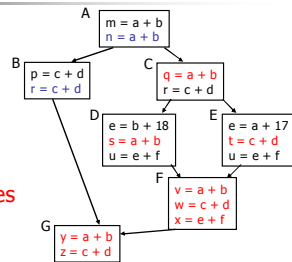 A
m = a + b
n = a + b
B
p = c + d
r = c + d
C
q = a + b
r = c + d
D
e = b + 18
s = a + b
u = e + f
E
e = a + 17
t = c + d
u = e + f
es
F
v = a + b
w = c + d
x = e + f
G
y = a + b
z = c + d